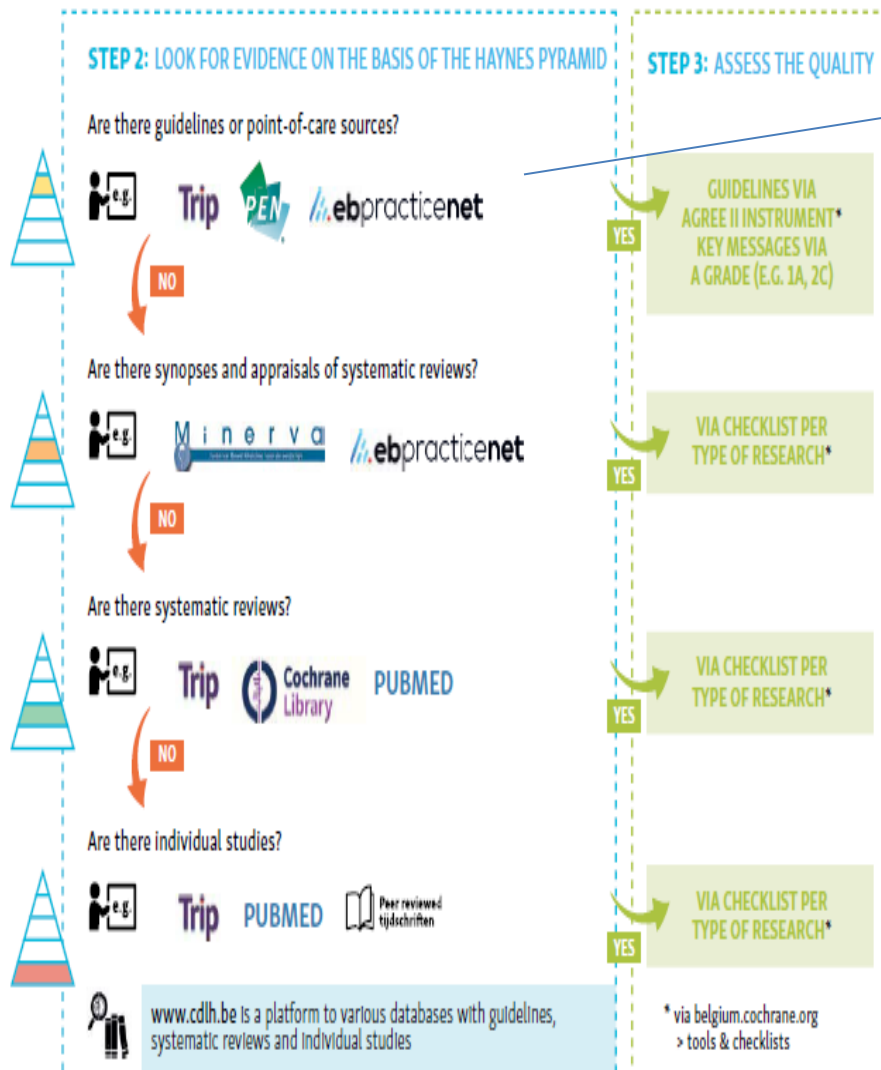 STEP 2: LOOK FOR EVIDENCE ON THE BASIS OF THE HAYNES PYRAMID
Are there guidelines or point-of-care sources?
e.g.
Trip
PEN
ebpracticenet
NO
Are there synopses and appraisals of systematic reviews?
e.g.
Minerva
ebpracticenet
NO
Are there systematic reviews?
e.g.
Trip
Cochrane
Library
PUBMED
NO
Are there individual studies?
e.g.
Trip
PUBMED
Peer reviewed
tijdschriften
www.cdlh.be is a platform to various databases with guidelines,
systematic reviews and individual studies
STEP 3: ASSESS THE QUALITY
YES
GUIDELINES VIA
AGREE II INSTRUMENT*
KEY MESSAGES VIA
A GRADE (E.G. 1A, 2C)
YES
VIA CHECKLIST PER
TYPE OF RESEARCH*
YES
VIA CHECKLIST PER
TYPE OF RESEARCH*
YES
VIA CHECKLIST PER
TYPE OF RESEARCH*
* via belgium.cochrane.org
> tools & checklists